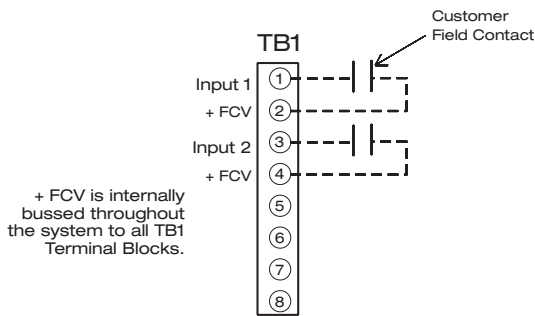 Customer
Field Contact
TB1
Input 1
1
+ FCV
2
Input 2
3
+ FCV
4
+ FCV is internally
bussed throughout
the system to all TB1
Terminal Blocks.
5
6
7
8